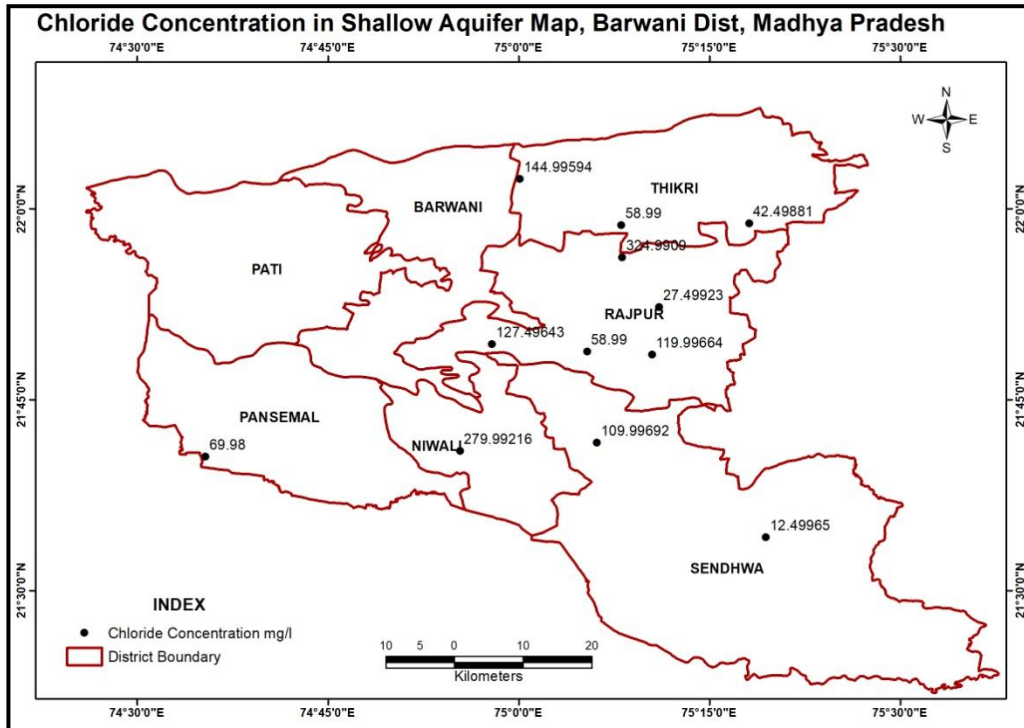 Chloride Concentration in Shallow Aquifer Map, Barwani Dist, Madhya Pradesh
74°30'0"E 74°45'0"E 75°0'0"E 75°15'0"E 75°30'0"E
N
W E
S
144.99594
THIKRI
BARWANI
22°0'0"N
58.99
42.49881
22°0'0"N
324.9909
PATI
27.49923
RAJPUR
127.49643
58.99
119.99664
21°45'0"N
21°45'0"N
PANSEMAL
109.99692
NIWALI
279.99216
69.98
12.49965
SENDHWA
21°30'0"N
21°30'0"N
INDEX
Chloride Concentration mg/l
District Boundary
10 5 0 10 20
Kilometers
74°30'0"E 74°45'0"E 75°0'0"E 75°15'0"E 75°30'0"E